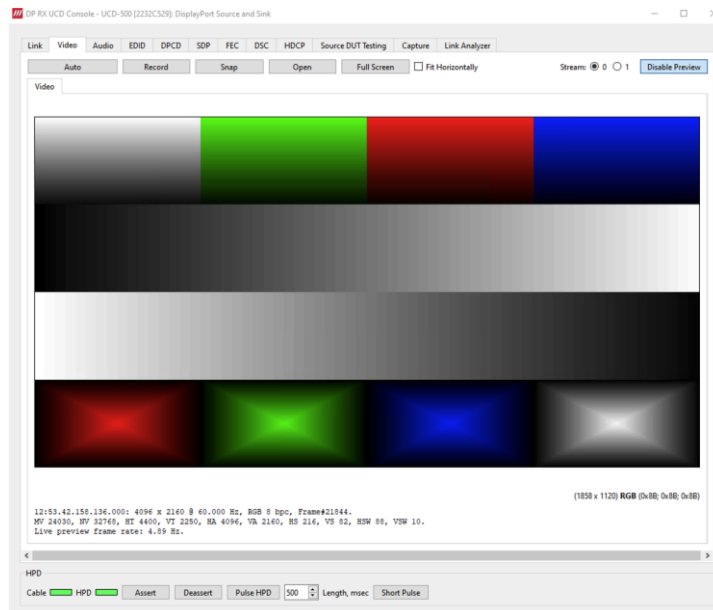 DP RX UCD Console - UCD-500 [2232C529]: DisplayPort Source and Sink
Link Video Audio EDID DPCD SDP FEC DSC HDCP Source DUT Testing Capture Link Analyzer
Auto Record Snap Open Full Screen Fit Horizontally Stream: 0 1 Disable Preview
Video
(1858 x 1120) RGB (0x8B; 0x8B; 0x8B)
12:53.42.158.136.000: 4096 x 2160 @ 60.000 Hz, RGB 8 bpc, Frame#21844.
MV 24030, NV 32768, HT 4400, VT 2250, HA 4096, VA 2160, HS 216, VS 82, HSW 88, VSW 10.
Live preview frame rate: 4.89 Hz.
HPD
Cable HPD Assert Deassert Pulse HPD 500 Length, msec Short Pulse